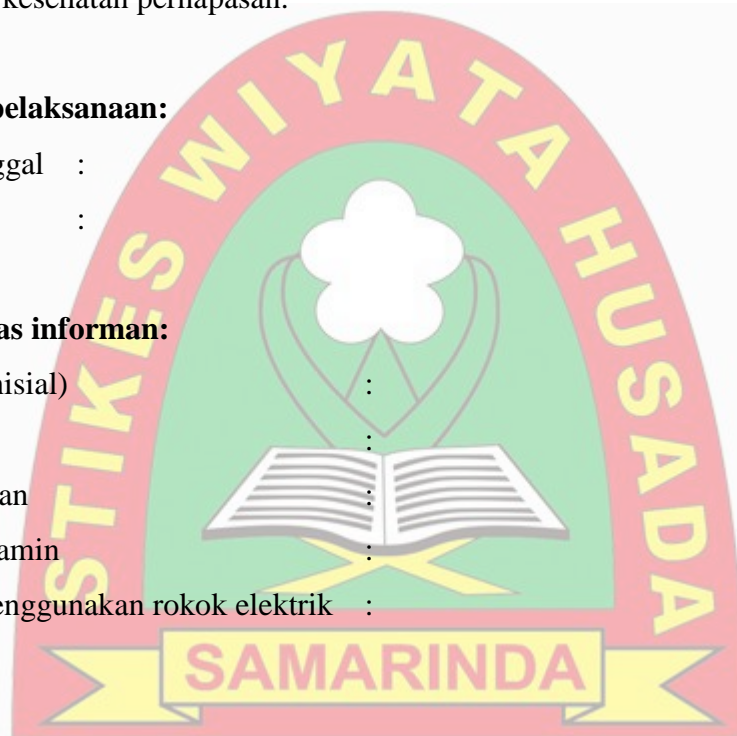 kesehatan pernapasan.
pelaksanaan:
ggal :
:
as informan:
nisial) :
:
an :
amin :
enggunakan rokok elektrik :
STIKES WIYATA HUSADA
SAMARINDA